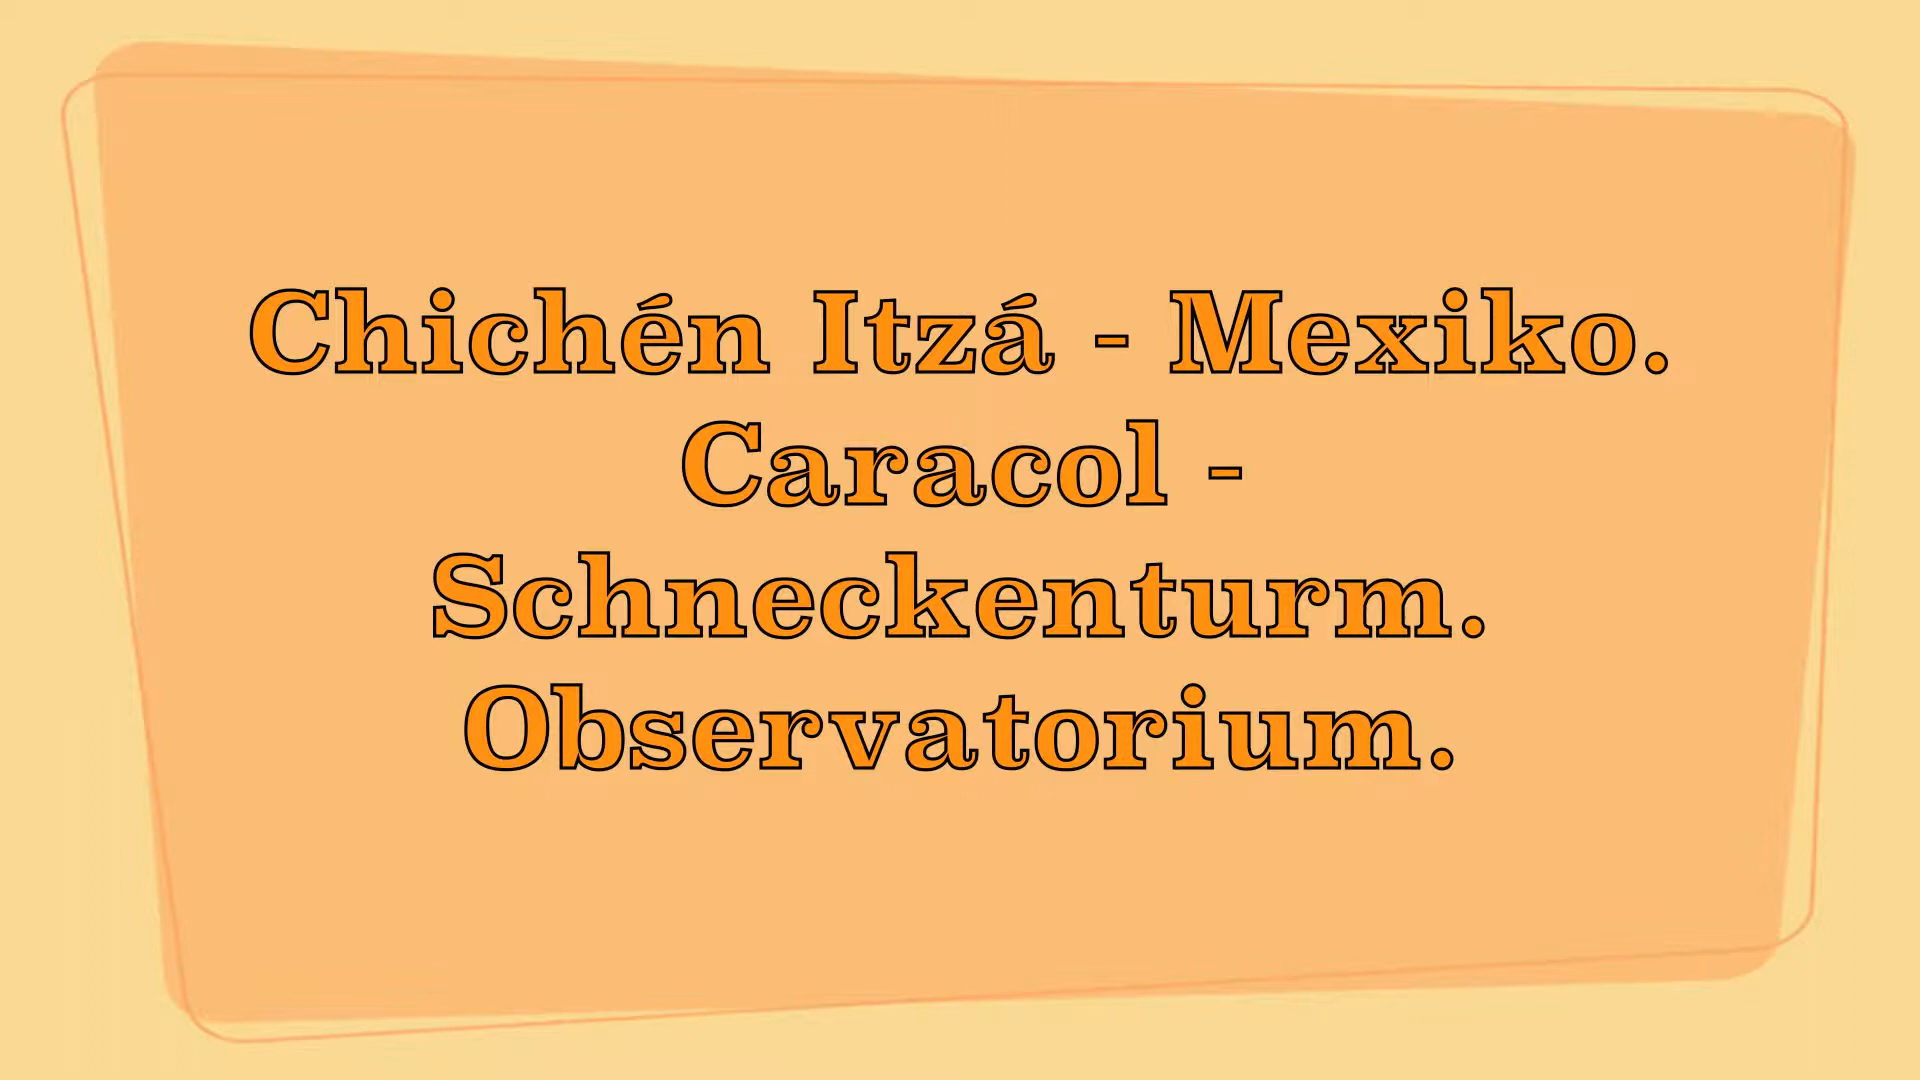 Chichén Itzá - Mexiko.
Caracol -
Schneckenturm.
Observatorium.